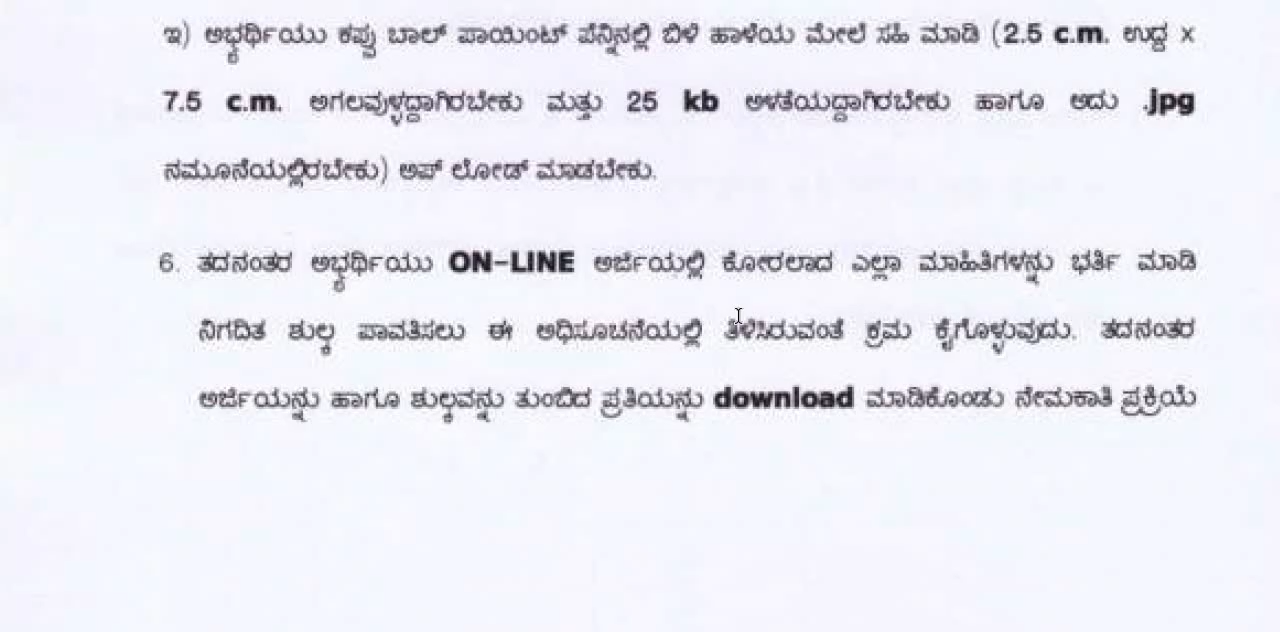 ಇ) ಅಭ್ಯರ್ಥಿಯು ಕಪ್ಪು ಬಾಲ್ ಪಾಯಿಂಟ್ ಪೆನ್ನಿನಲ್ಲಿ ಬಿಳಿ ಹಾಳೆಯ ಮೇಲೆ ಸಹಿ ಮಾಡಿ (2.5 c.m. ಉದ್ದ x
7.5 c.m. ಅಗಲವುಳ್ಳದ್ದಾಗಿರಬೇಕು ಮತ್ತು 25 kb ಅಳತೆಯದ್ದಾಗಿರಬೇಕು ಹಾಗೂ ಅದು .jpg
ನಮೂನೆಯಲ್ಲಿರಬೇಕು) ಅಪ್ ಲೋಡ್ ಮಾಡಬೇಕು.
6. ತದನಂತರ ಅಭ್ಯರ್ಥಿಯು ON-LINE ಅರ್ಜಿಯಲ್ಲಿ ಕೋರಲಾದ ಎಲ್ಲಾ ಮಾಹಿತಿಗಳನ್ನು ಭರ್ತಿ ಮಾಡಿ
ನಿಗದಿತ ಶುಲ್ಕ ಪಾವತಿಸಲು ಈ ಅಧಿಸೂಚನೆಯಲ್ಲಿ ತಿಳಿಸಿರುವಂತೆ ಕ್ರಮ ಕೈಗೊಳ್ಳುವುದು. ತದನಂತರ
ಅರ್ಜಿಯನ್ನು ಹಾಗೂ ಶುಲ್ಕವನ್ನು ತುಂಬಿದ ಪ್ರತಿಯನ್ನು download ಮಾಡಿಕೊಂಡು ನೇಮಕಾತಿ ಪ್ರಕ್ರಿಯೆ